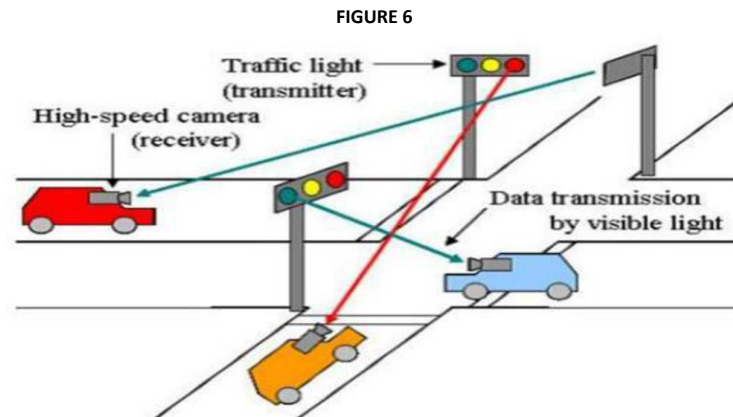 FIGURE 6
Traffic light
(transmitter)
High-speed camera
(receiver)
Data transmission
by visible light